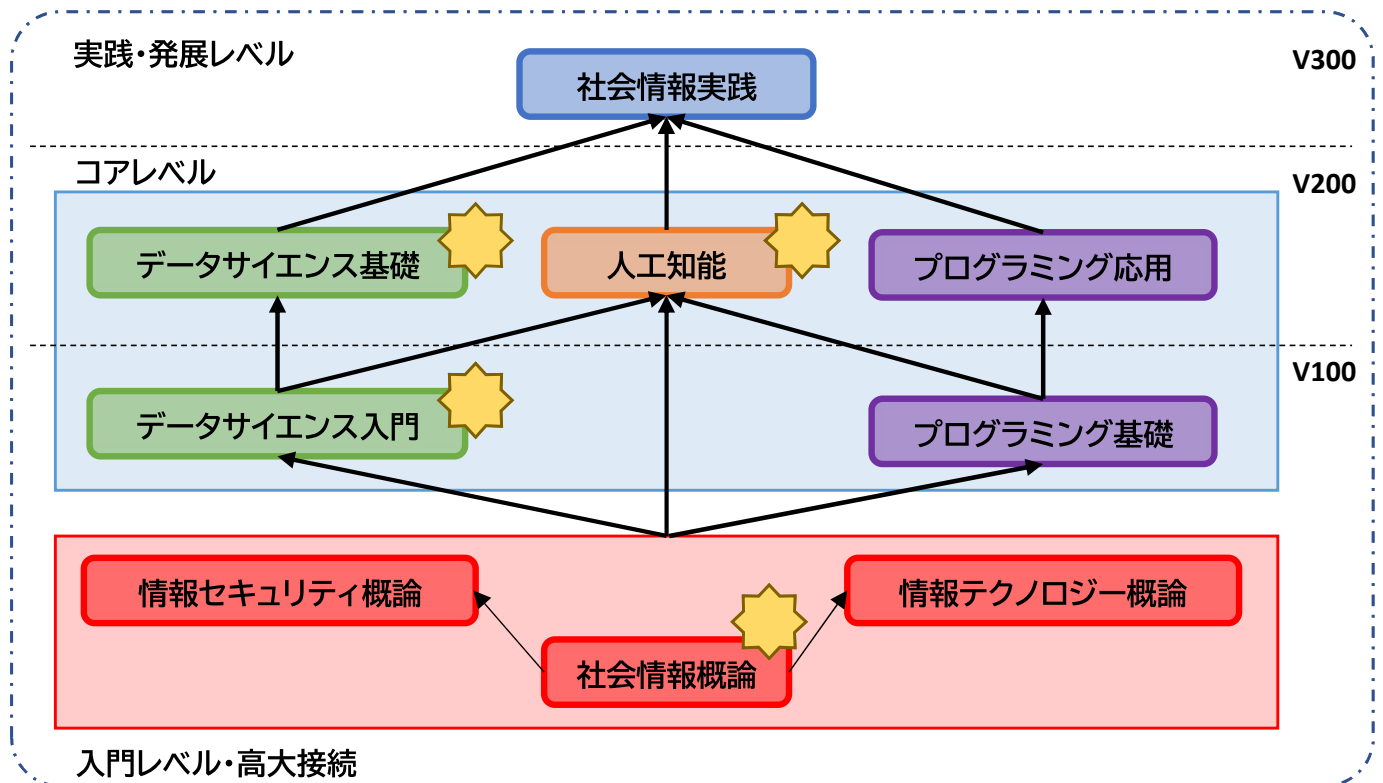 実践・発展レベル
V300
社会情報実践
コアレベル
V200
データサイエンス基礎
人工知能
プログラミング応用
V100
データサイエンス入門
プログラミング基礎
情報セキュリティ概論
情報テクノロジー概論
社会情報概論
入門レベル・高大接続